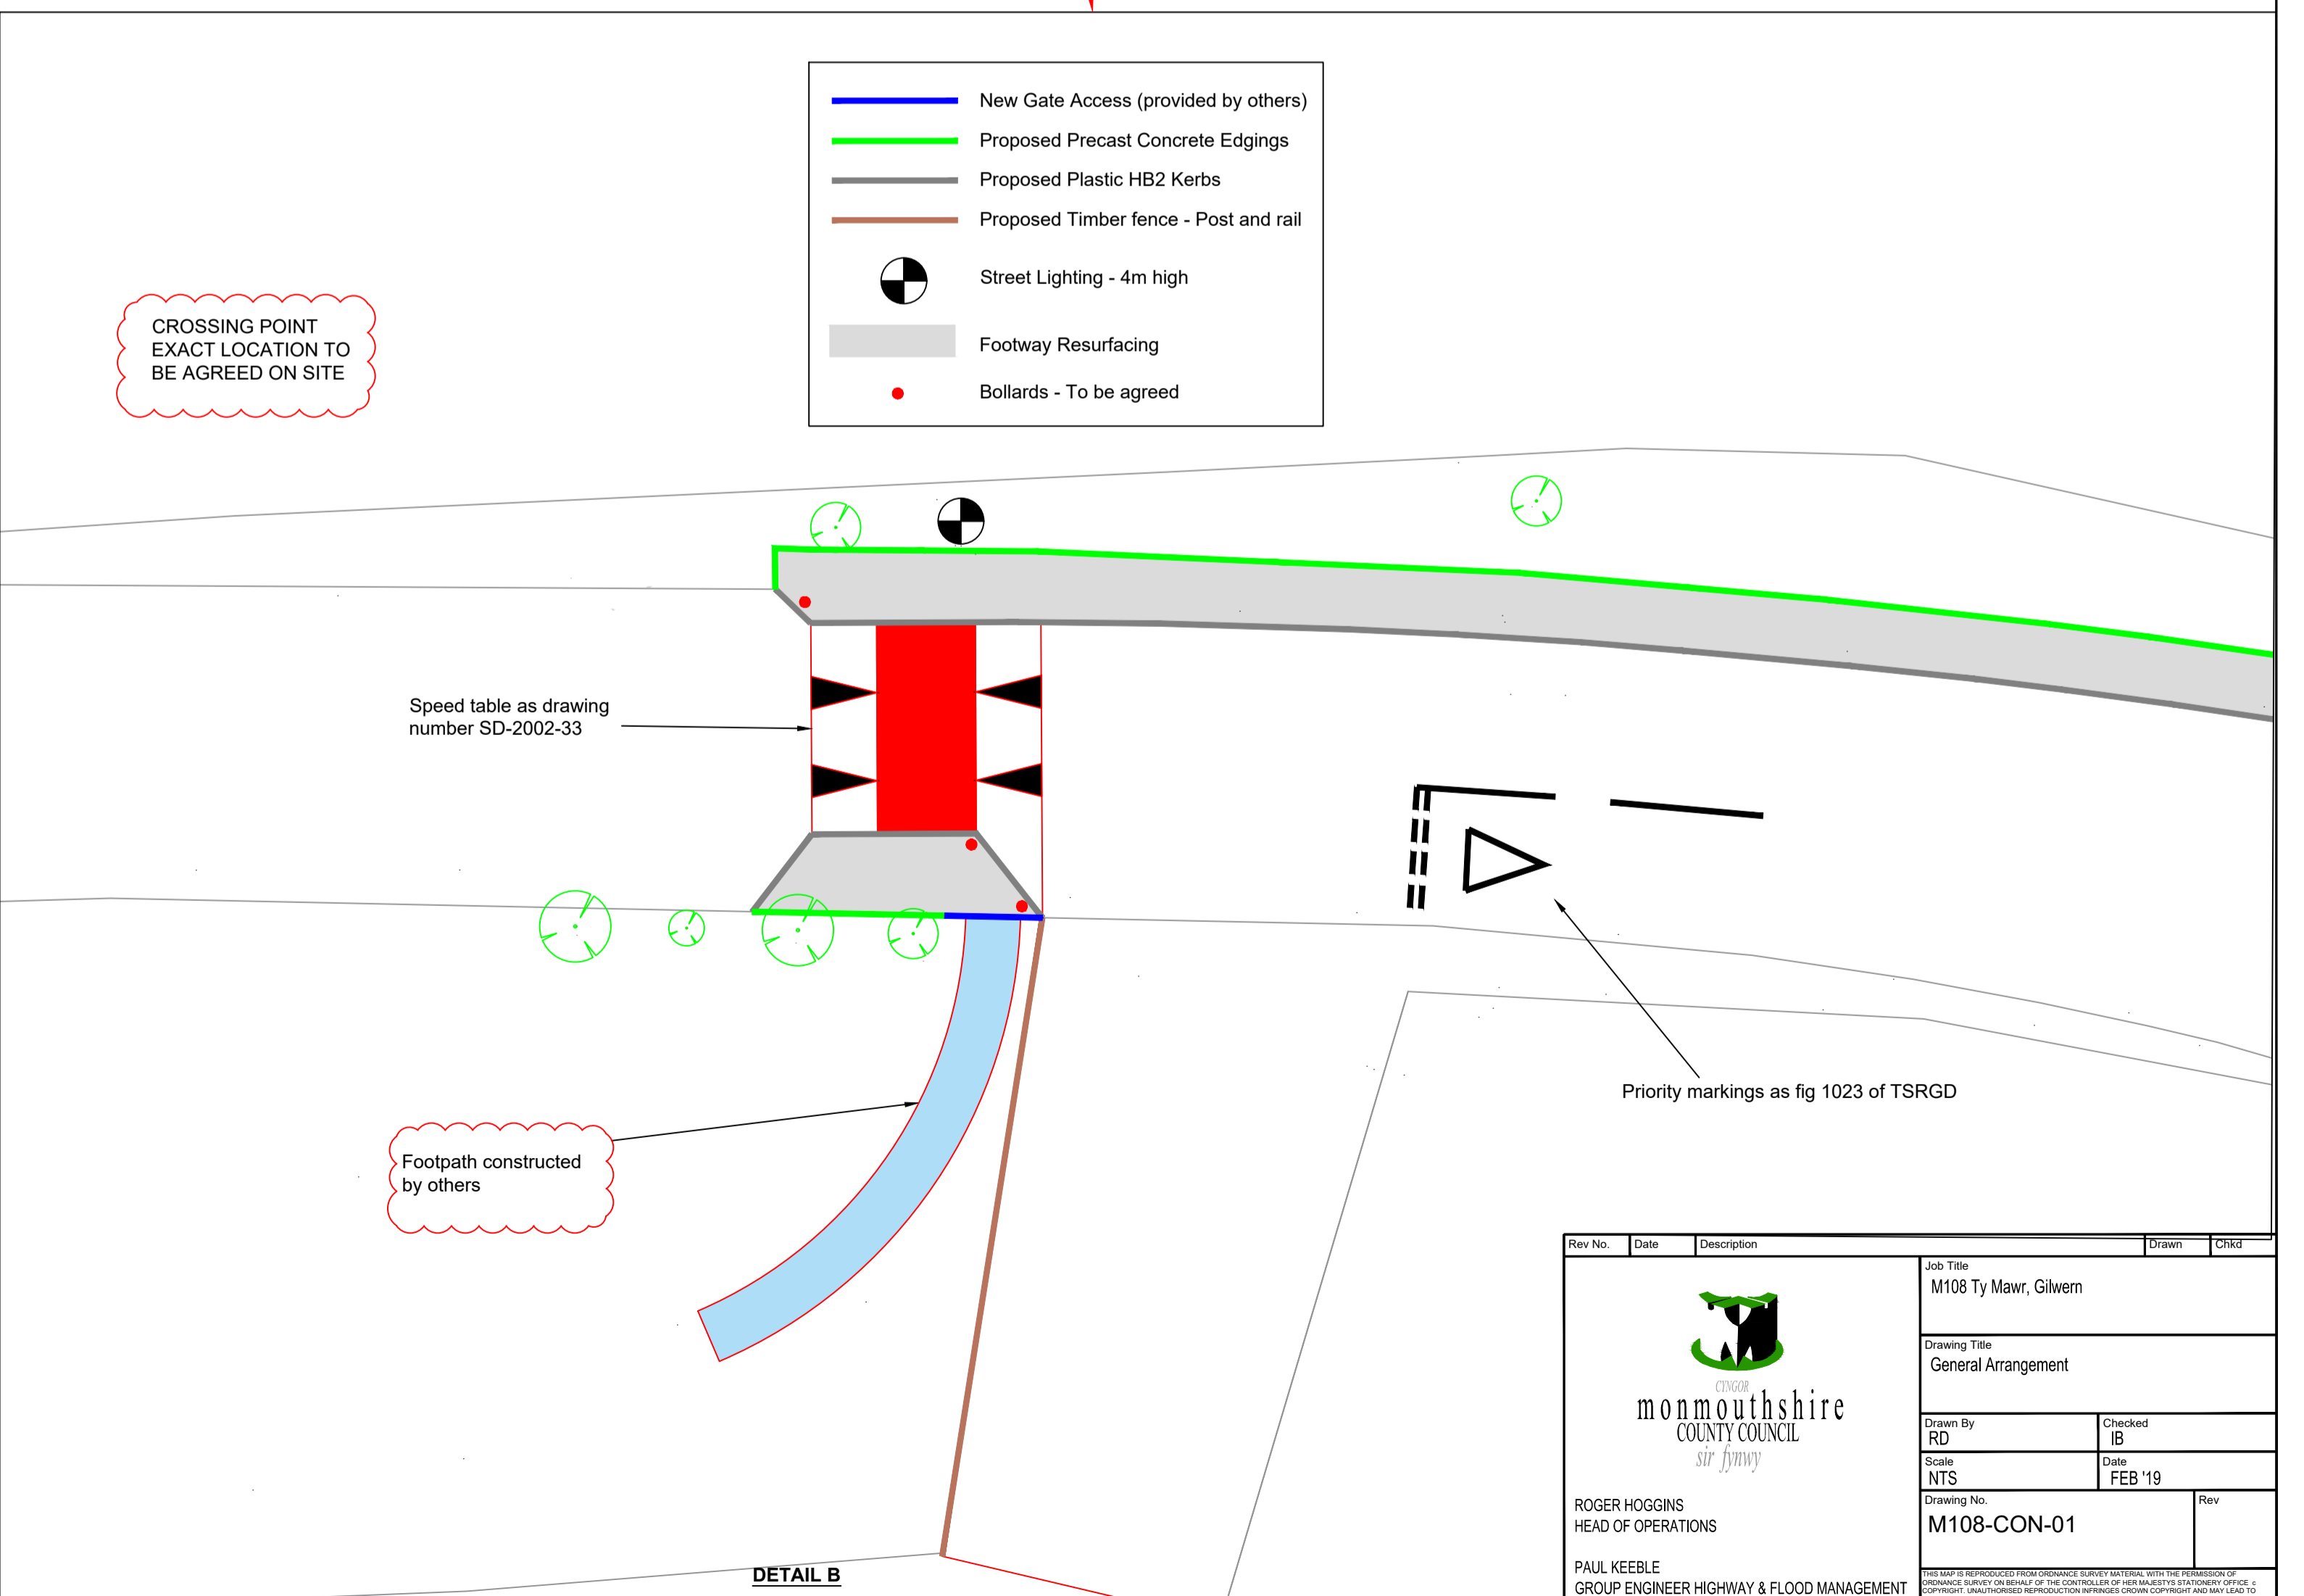 New Gate Access (provided by others)
Proposed Precast Concrete Edgings
Proposed Plastic HB2 Kerbs
Proposed Timber fence - Post and rail
Street Lighting - 4m high
Footway Resurfacing
Bollards - To be agreed
CROSSING POINT
EXACT LOCATION TO
BE AGREED ON SITE
Speed table as drawing
number SD-2002-33
Priority markings as fig 1023 of TSRGD
Footpath constructed
by others
DETAIL B
Rev No. Date Description Drawn Chkd
CYNGOR
monmouthshire
COUNTY COUNCIL
sir fynwy
ROGER HOGGINS
HEAD OF OPERATIONS
PAUL KEEBLE
GROUP ENGINEER HIGHWAY & FLOOD MANAGEMENT
Job Title
M108 Ty Mawr, Gilwern
Drawing Title
General Arrangement
Drawn By Checked
RD IB
Scale Date
NTS FEB '19
Drawing No. Rev
M108-CON-01
THIS MAP IS REPRODUCED FROM ORDNANCE SURVEY MATERIAL WITH THE PERMISSION OF
ORDNANCE SURVEY ON BEHALF OF THE CONTROLLER OF HER MAJESTYS STATIONERY OFFICE c
COPYRIGHT. UNAUTHORISED REPRODUCTION INFRINGES CROWN COPYRIGHT AND MAY LEAD TO